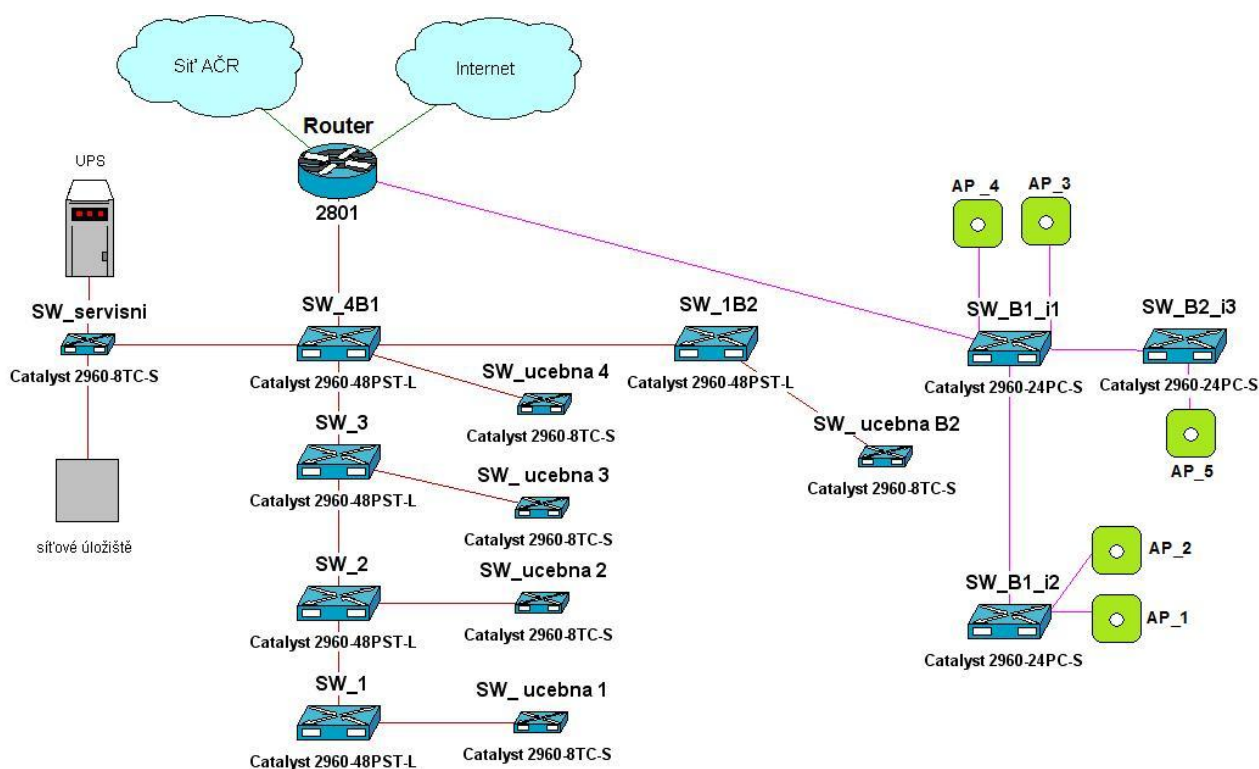 Síť AČR
Internet
Router
2801
UPS
AP _4
AP _3
SW_servisni
Catalyst 2960-8TC-S
SW_4B1
Catalyst 2960-48PST-L
SW_1B2
Catalyst 2960-48PST-L
SW_B1_i1
Catalyst 2960-24PC-S
SW_B2_i3
Catalyst 2960-24PC-S
SW_ucebna 4
Catalyst 2960-8TC-S
SW_3
Catalyst 2960-48PST-L
SW_ ucebna B2
Catalyst 2960-8TC-S
AP_5
SW_ ucebna 3
Catalyst 2960-8TC-S
síťové úložiště
SW_2
Catalyst 2960-48PST-L
SW_ucebna 2
Catalyst 2960-8TC-S
AP_2
SW_B1_i2
Catalyst 2960-24PC-S
AP_1
SW_1
Catalyst 2960-48PST-L
SW_ ucebna 1
Catalyst 2960-8TC-S